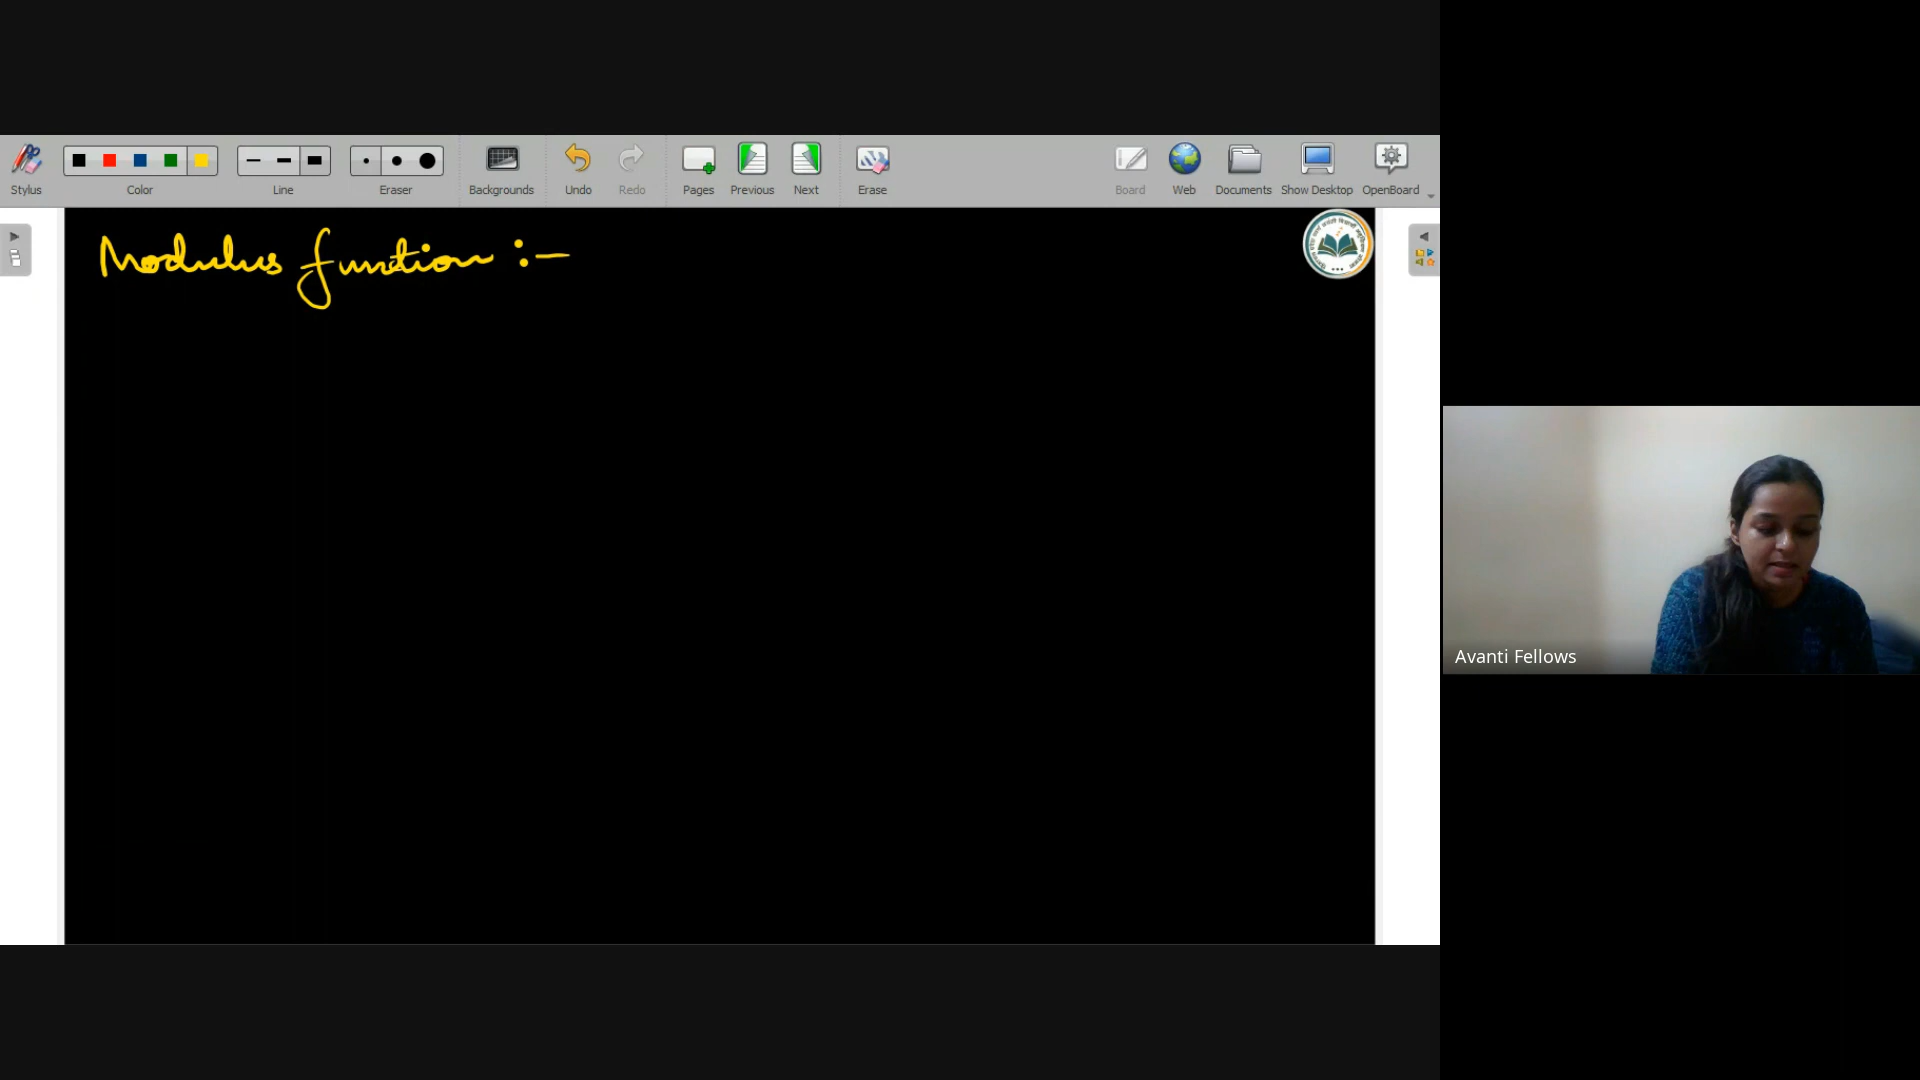 Stylus Color Line Eraser Backgrounds Undo Redo Pages Previous Next Erase Board Web Documents Show Desktop OpenBoard
Modulus function :-
Avanti Fellows